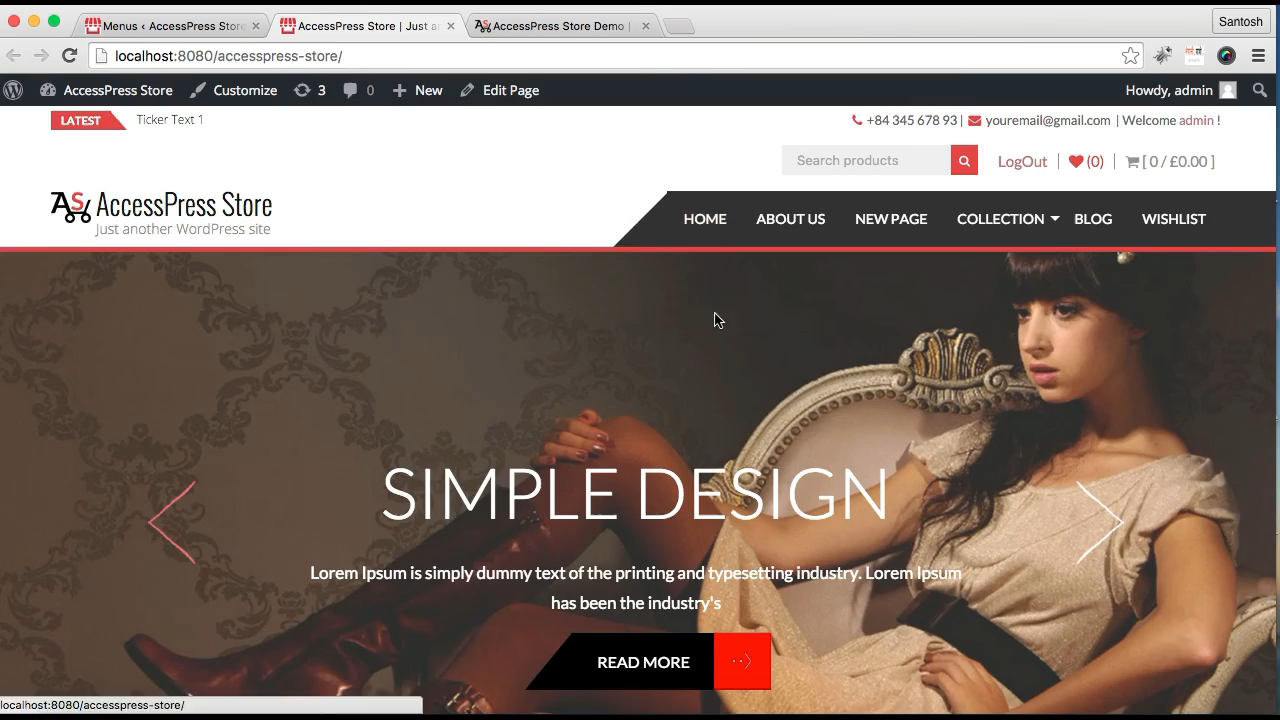 Menus ‹ AccessPress Store
AccessPress Store | Just a
AccessPress Store Demo |
Santosh
localhost:8080/accesspress-store/
AccessPress Store
Customize
3
0
New
Edit Page
Howdy, admin
LATEST
Ticker Text 1
+84 345 678 93 |
youremail@gmail.com
| Welcome admin !
Search products
LogOut
(0)
[ 0 / £0.00 ]
AS AccessPress Store
Just another WordPress site
HOME
ABOUT US
NEW PAGE
COLLECTION
BLOG
WISHLIST
SIMPLE DESIGN
Lorem Ipsum is simply dummy text of the printing and typesetting industry. Lorem Ipsum
has been the industry's
READ MORE
localhost:8080/accesspress-store/